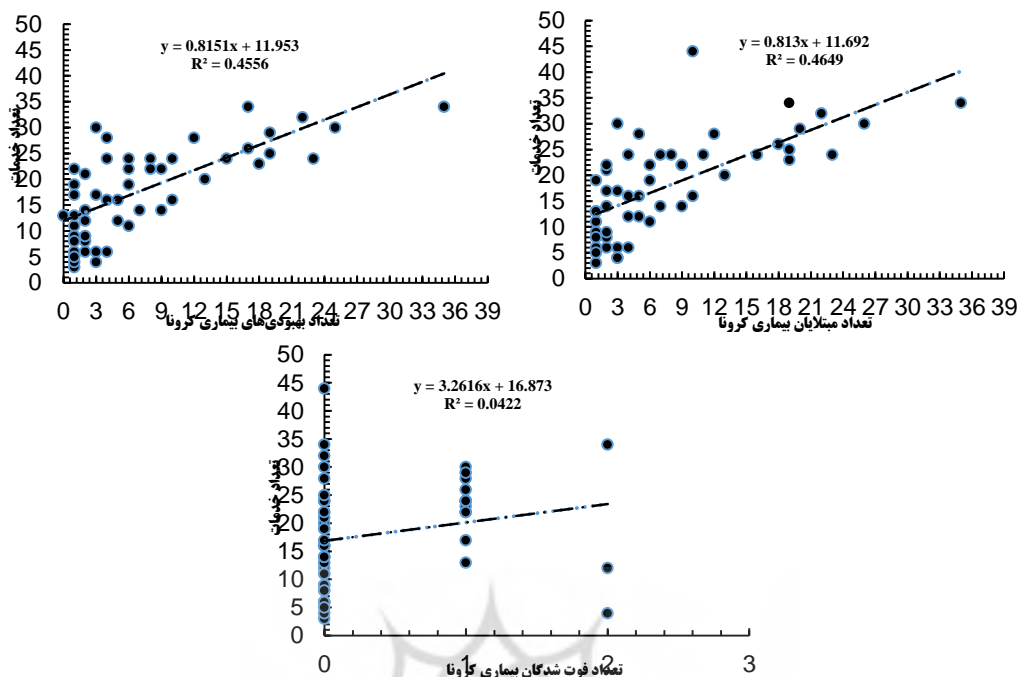 50
45
40
35
30
25
20
15
10
5
0
تعداد خدمات
y = 0.8151x + 11.953
R² = 0.4556
0 3 6 9 12 15 18 21 24 27 30 33 36 39
تعداد بهبودی‌های بیماری کرونا
50
45
40
35
30
25
20
15
10
5
0
تعداد خدمات
y = 0.813x + 11.692
R² = 0.4649
0 3 6 9 12 15 18 21 24 27 30 33 36 39
تعداد مبتلایان بیماری کرونا
50
45
40
35
30
25
20
15
10
5
0
تعداد خدمات
y = 3.2616x + 16.873
R² = 0.0422
0 1 2 3
تعداد فوت شدگان بیماری کرونا